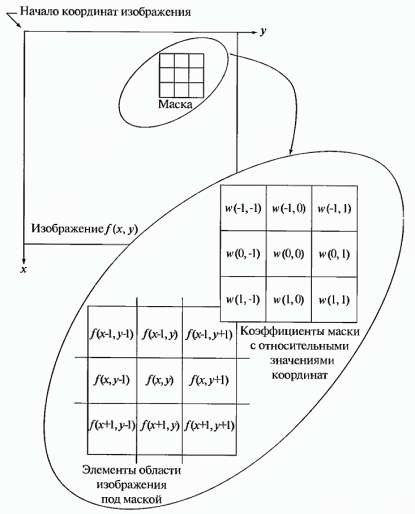 Начало координат изображения
y
Маска
Изображение f(x, y)
x
w(-1, -1) w(-1, 0) w(-1, 1)
w(0, -1) w(0, 0) w(0, 1)
w(1, -1) w(1, 0) w(1, 1)
Коэффициенты маски
с относительными
значениями
координат
f(x-1, y-1) f(x-1, y) f(x-1, y+1)
f(x, y-1) f(x, y) f(x, y+1)
f(x+1, y-1) f(x+1, y) f(x+1, y+1)
Элементы области
изображения
под маской